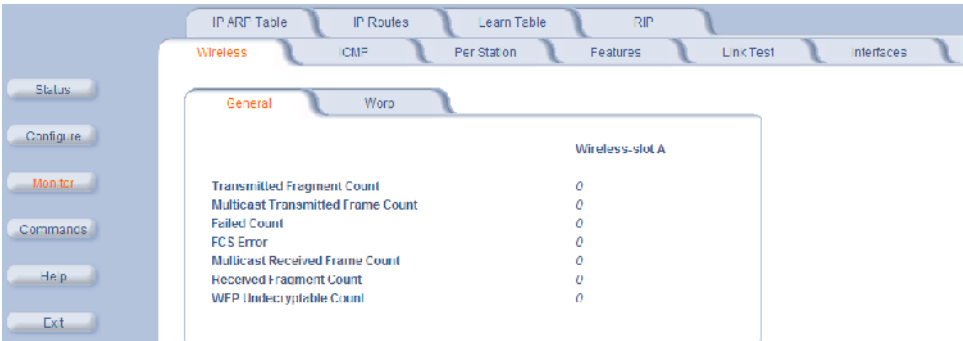 IP ARP Table IP Routes Learn Table RIP
Wireless ICMP Per Station Features Link Test Interfaces
Status
Configure
Monitor
Commands
Help
Exit
General Worp
Wireless-slot A
Transmitted Fragment Count 0
Multicast Transmitted Frame Count 0
Failed Count 0
FCS Error 0
Multicast Received Frame Count 0
Received Fragment Count 0
WEP Undecryptable Count 0